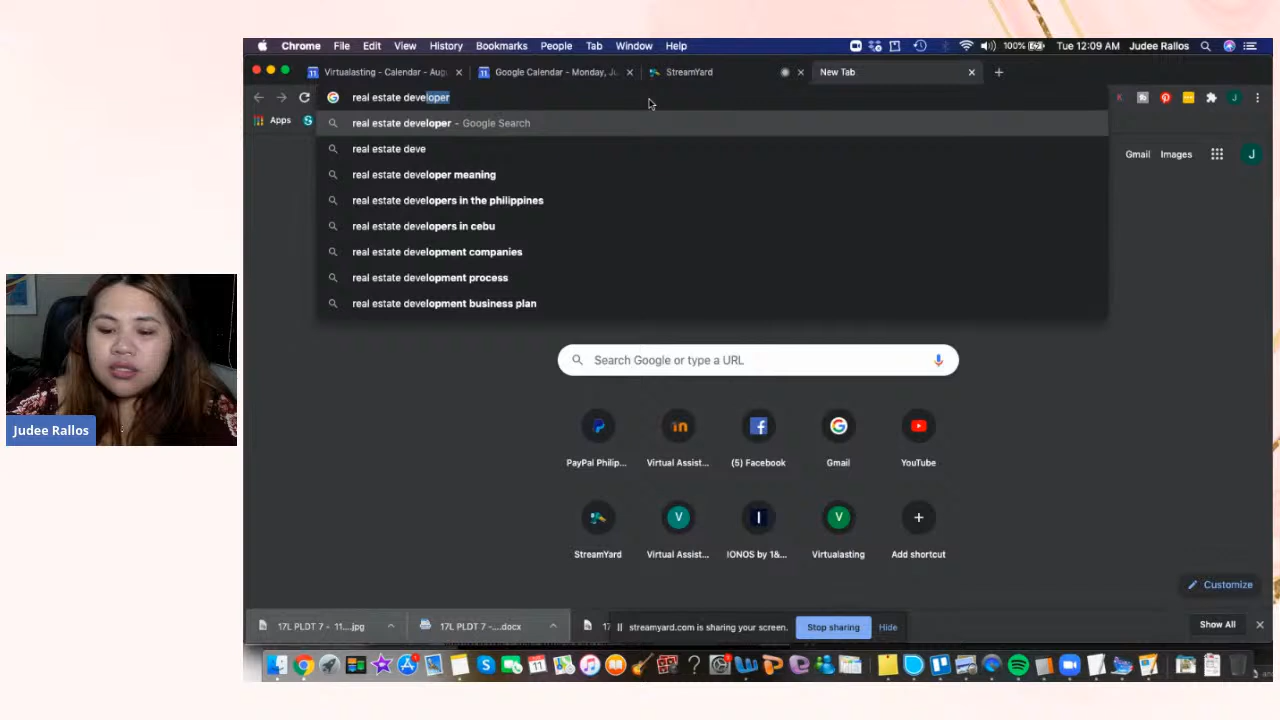 Chrome File Edit View History Bookmarks People Tab Window Help 100% Tue 12:09 AM Judee Rallos
Virtualasting - Calendar - Aug Google Calendar - Monday, J StreamYard New Tab
real estate developer
Apps
real estate developer - Google Search
real estate deve
real estate developer meaning
real estate developers in the philippines
real estate developers in cebu
real estate development companies
real estate development process
real estate development business plan
Gmail Images J
Search Google or type a URL
PayPal Philip... Virtual Assist... (5) Facebook Gmail YouTube
StreamYard Virtual Assist... IONOS by 1&... Virtualasting Add shortcut
Customize
Judee Rallos
17L PLDT 7 - 11....jpg 17L PLDT 7 -....docx 17 streamyard.com is sharing your screen. Stop sharing Hide Show All